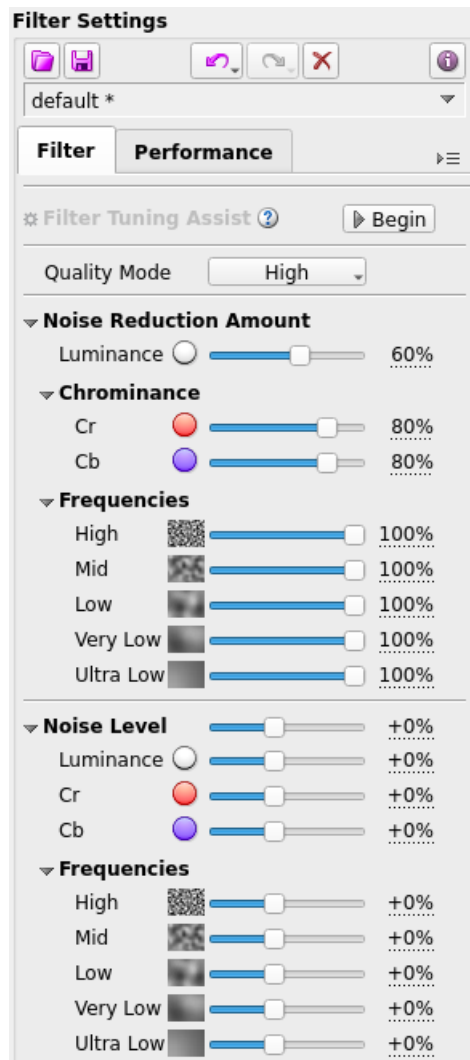 Filter Settings
default *
Filter Performance
Filter Tuning Assist ? Begin
Quality Mode High
Noise Reduction Amount
Luminance 60%
Chrominance
Cr 80%
Cb 80%
Frequencies
High 100%
Mid 100%
Low 100%
Very Low 100%
Ultra Low 100%
Noise Level +0%
Luminance +0%
Cr +0%
Cb +0%
Frequencies
High +0%
Mid +0%
Low +0%
Very Low +0%
Ultra Low +0%